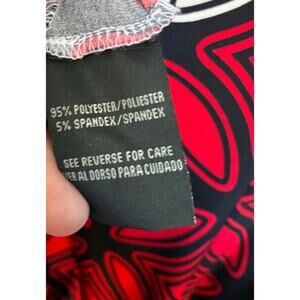 95% POLYESTER/POLIESTER
5% SPANDEX/SPANDEX
SEE REVERSE FOR CARE
VER AL DORSO PARA CUIDADO